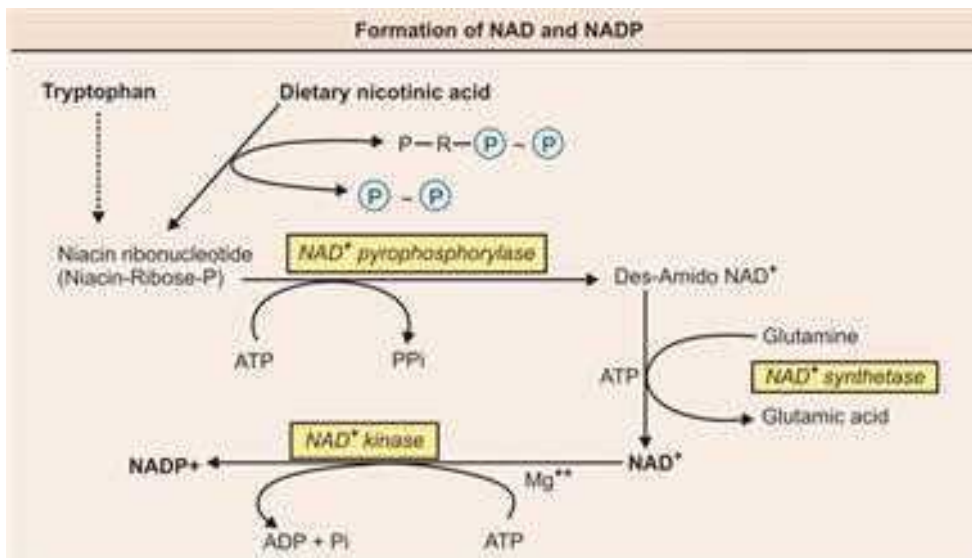 Formation of NAD and NADP
Tryptophan
Dietary nicotinic acid
P–R–P ~ P
P ~ P
Niacin ribonucleotide
(Niacin-Ribose-P)
NAD⁺ pyrophosphorylase
Des-Amido NAD⁺
ATP
PPi
Glutamine
ATP
NAD⁺ synthetase
Glutamic acid
NAD⁺ kinase
NADP+
Mg⁺⁺
NAD⁺
ADP + Pi
ATP